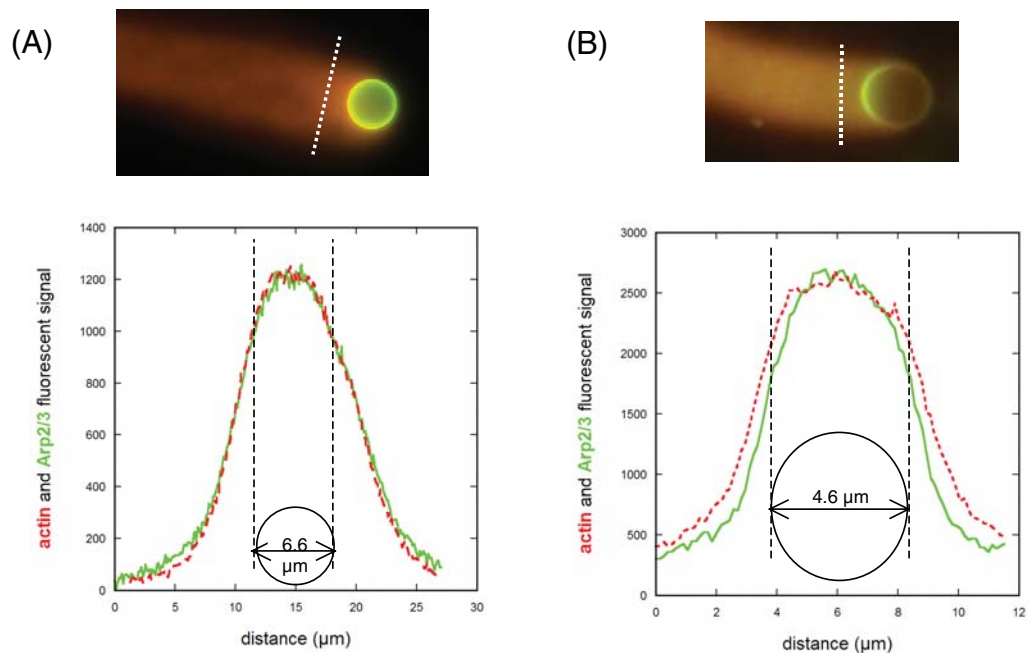 (A)
(B)
1400
1200
1000
800
600
400
200
0
actin and Arp2/3 fluorescent signal
6.6
µm
0 5 10 15 20 25 30
distance (µm)
3000
2500
2000
1500
1000
500
0
actin and Arp2/3 fluorescent signal
4.6 µm
0 2 4 6 8 10 12
distance (µm)